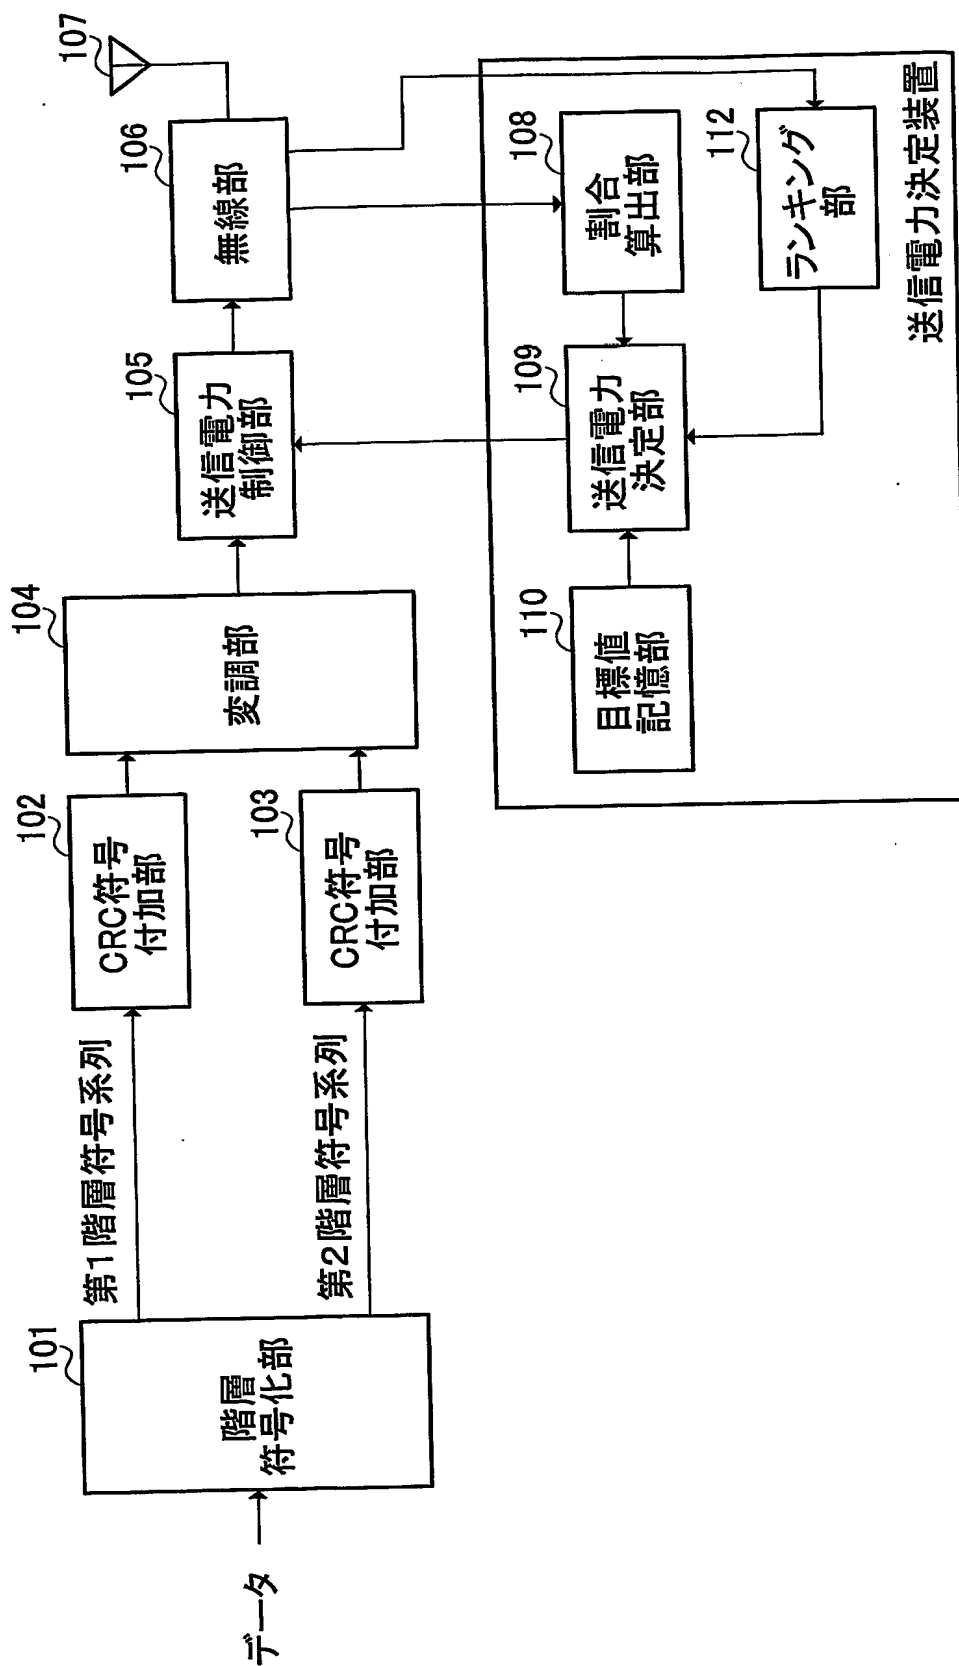 データ
101
階層
符号化部
第1階層符号系列
第2階層符号系列
102
CRC符号
付加部
103
CRC符号
付加部
104
変調部
105
送信電力
制御部
106
無線部
107
108
割合
算出部
109
送信電力
決定部
110
目標値
記憶部
112
ランキング
部
送信電力決定装置